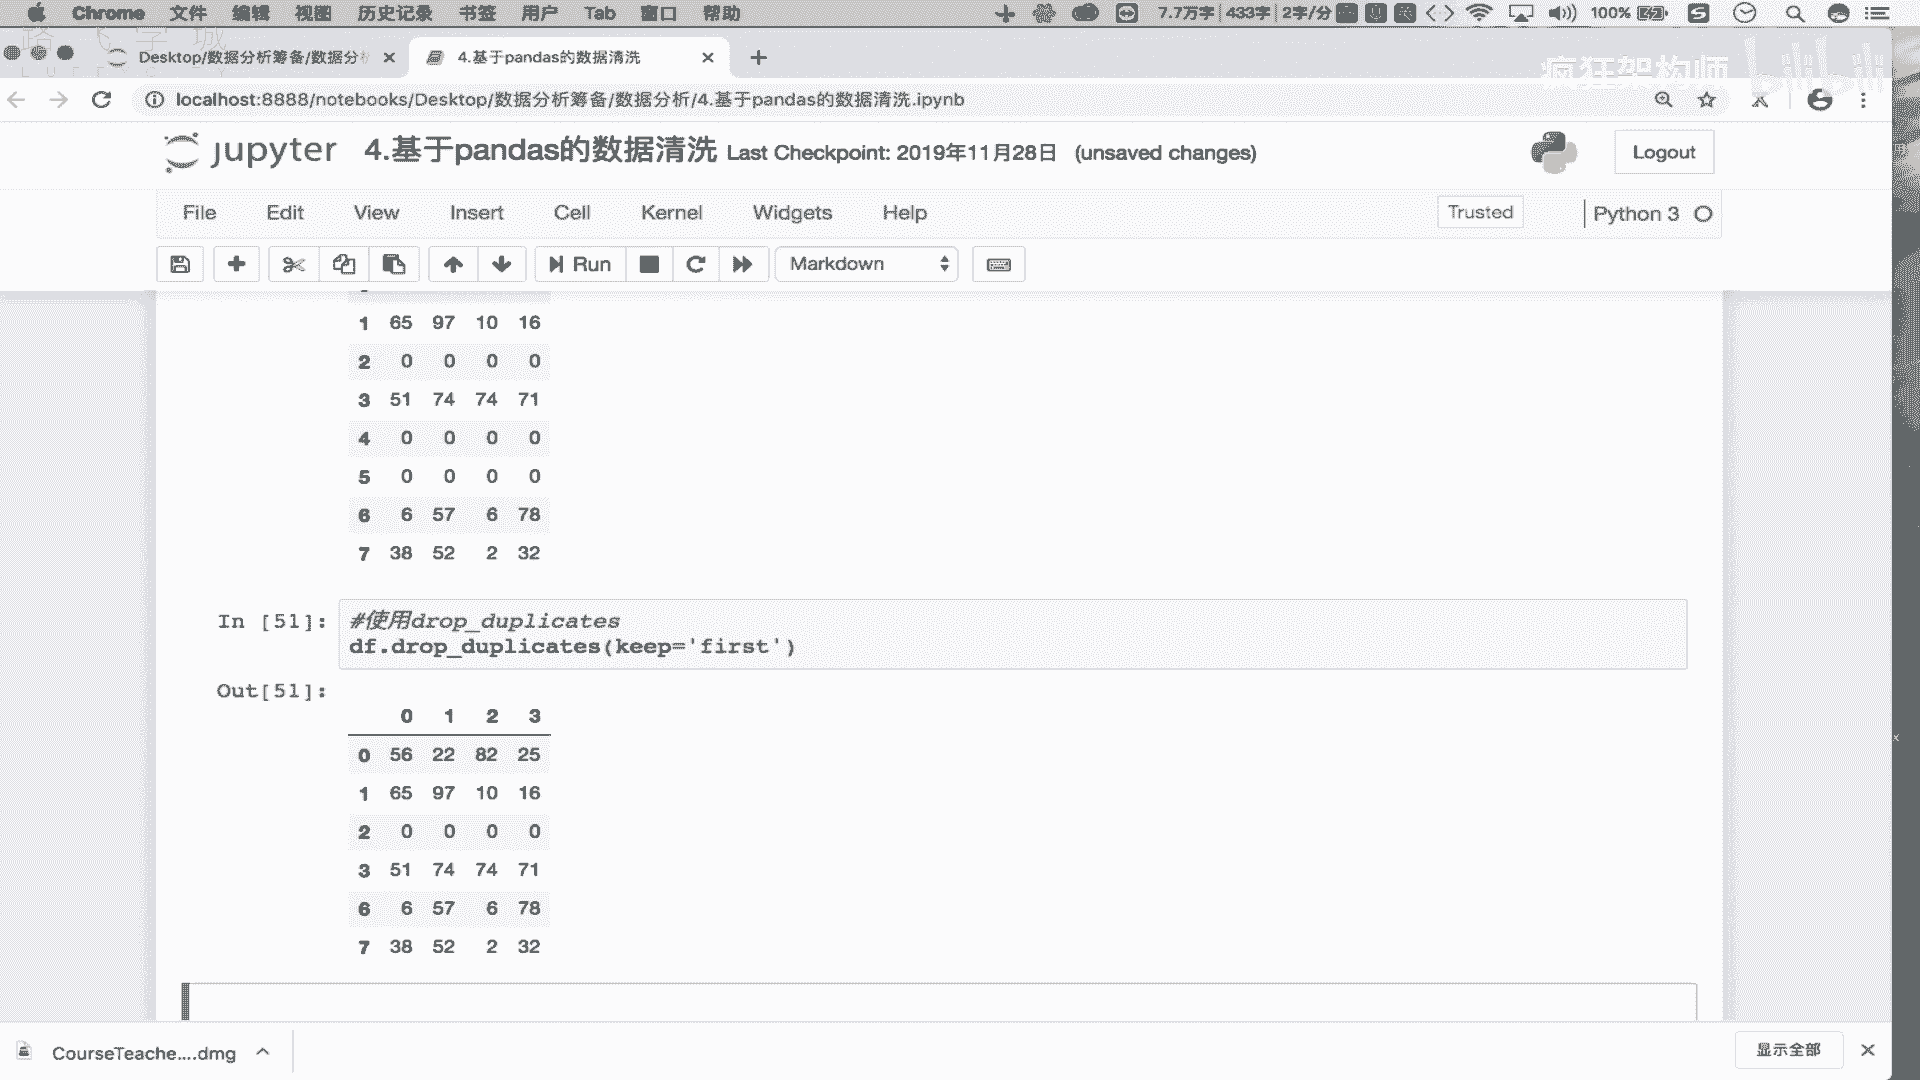 Chrome 文件 编辑 视图 历史记录 书签 用户 Tab 窗口 帮助 7.7万字 433字 2字/分 100%
Desktop/数据分析筹备/数据分 4.基于pandas的数据清洗
疯狂架构师 bilibili
localhost:8888/notebooks/Desktop/数据分析筹备/数据分析/4.基于pandas的数据清洗.ipynb
jupyter 4.基于pandas的数据清洗 Last Checkpoint: 2019年11月28日 (unsaved changes) Logout
File Edit View Insert Cell Kernel Widgets Help Trusted Python 3
Run Markdown
1 65 97 10 16
2 0 0 0 0
3 51 74 74 71
4 0 0 0 0
5 0 0 0 0
6 6 57 6 78
7 38 52 2 32
In [51]: #使用drop_duplicates
df.drop_duplicates(keep='first')
Out[51]:
0 1 2 3
0 56 22 82 25
1 65 97 10 16
2 0 0 0 0
3 51 74 74 71
6 6 57 6 78
7 38 52 2 32
CourseTeache....dmg 显示全部